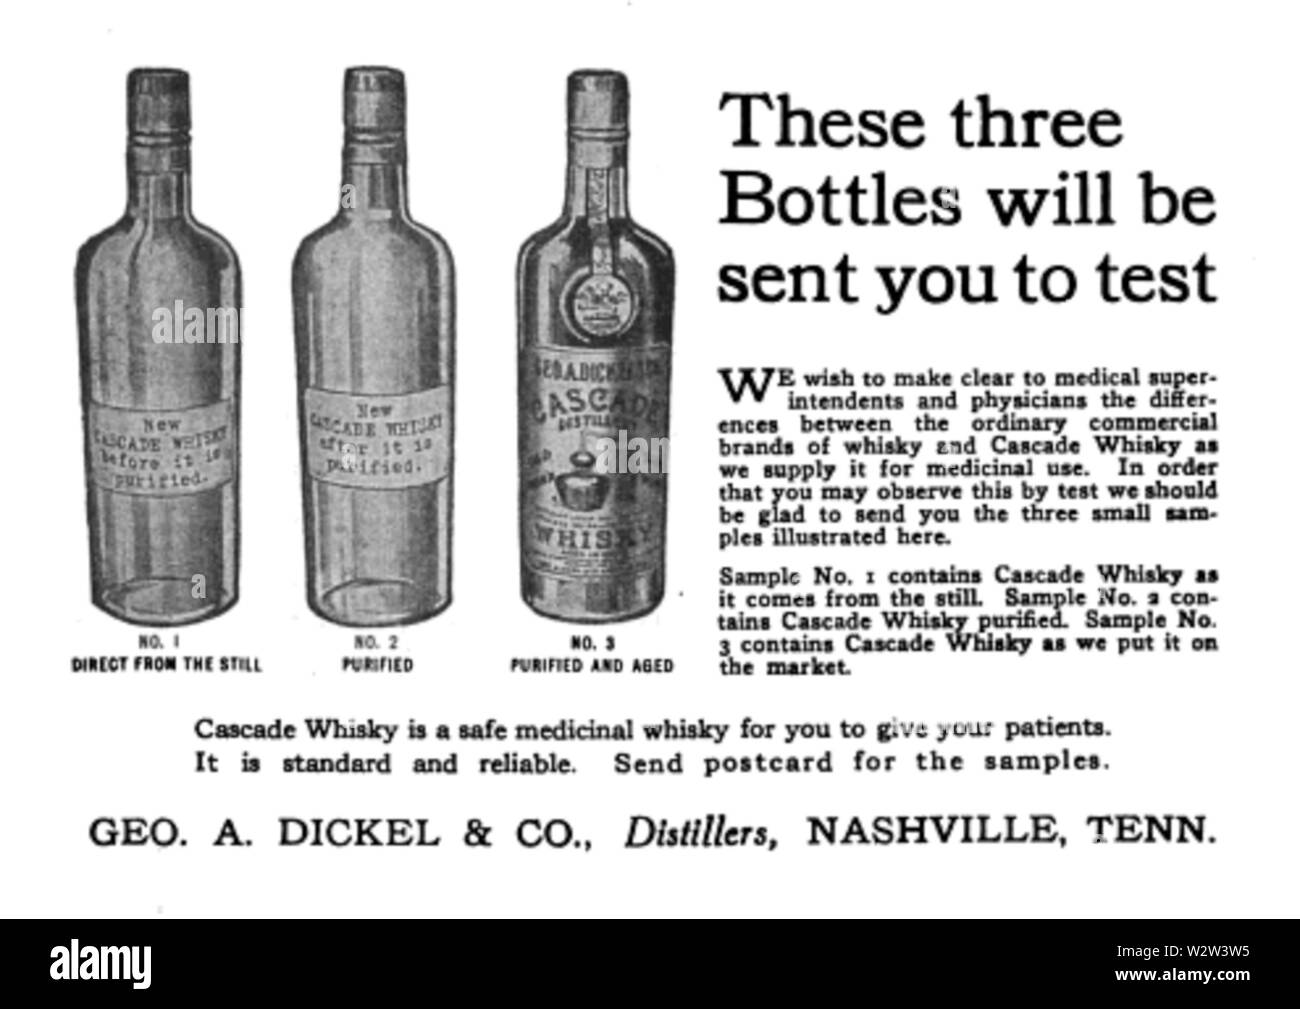 These three
Bottles will be
sent you to test
WE wish to make clear to medical super-
intendents and physicians the differ-
ences between the ordinary commercial
brands of whisky and Cascade Whisky as
we supply it for medicinal use. In order
that you may observe this by test we should
be glad to send you the three small sam-
ples illustrated here.
Sample No. 1 contains Cascade Whisky as
it comes from the still. Sample No. 2 con-
tains Cascade Whisky purified. Sample No.
3 contains Cascade Whisky as we put it on
the market.
New
CASCADE WHISKY
before it is
purified.
NO. 1
DIRECT FROM THE STILL
New
CASCADE WHISKY
after it is
purified.
NO. 2
PURIFIED
GEO. A. DICKEL
CASCADE
DISTILLERY
WHISKY
NO. 3
PURIFIED AND AGED
Cascade Whisky is a safe medicinal whisky for you to give your patients.
It is standard and reliable. Send postcard for the samples.
GEO. A. DICKEL & CO., Distillers, NASHVILLE, TENN.
a
alamy
alamy
a
a
alamy
Image ID: W2W3W5
www.alamy.com